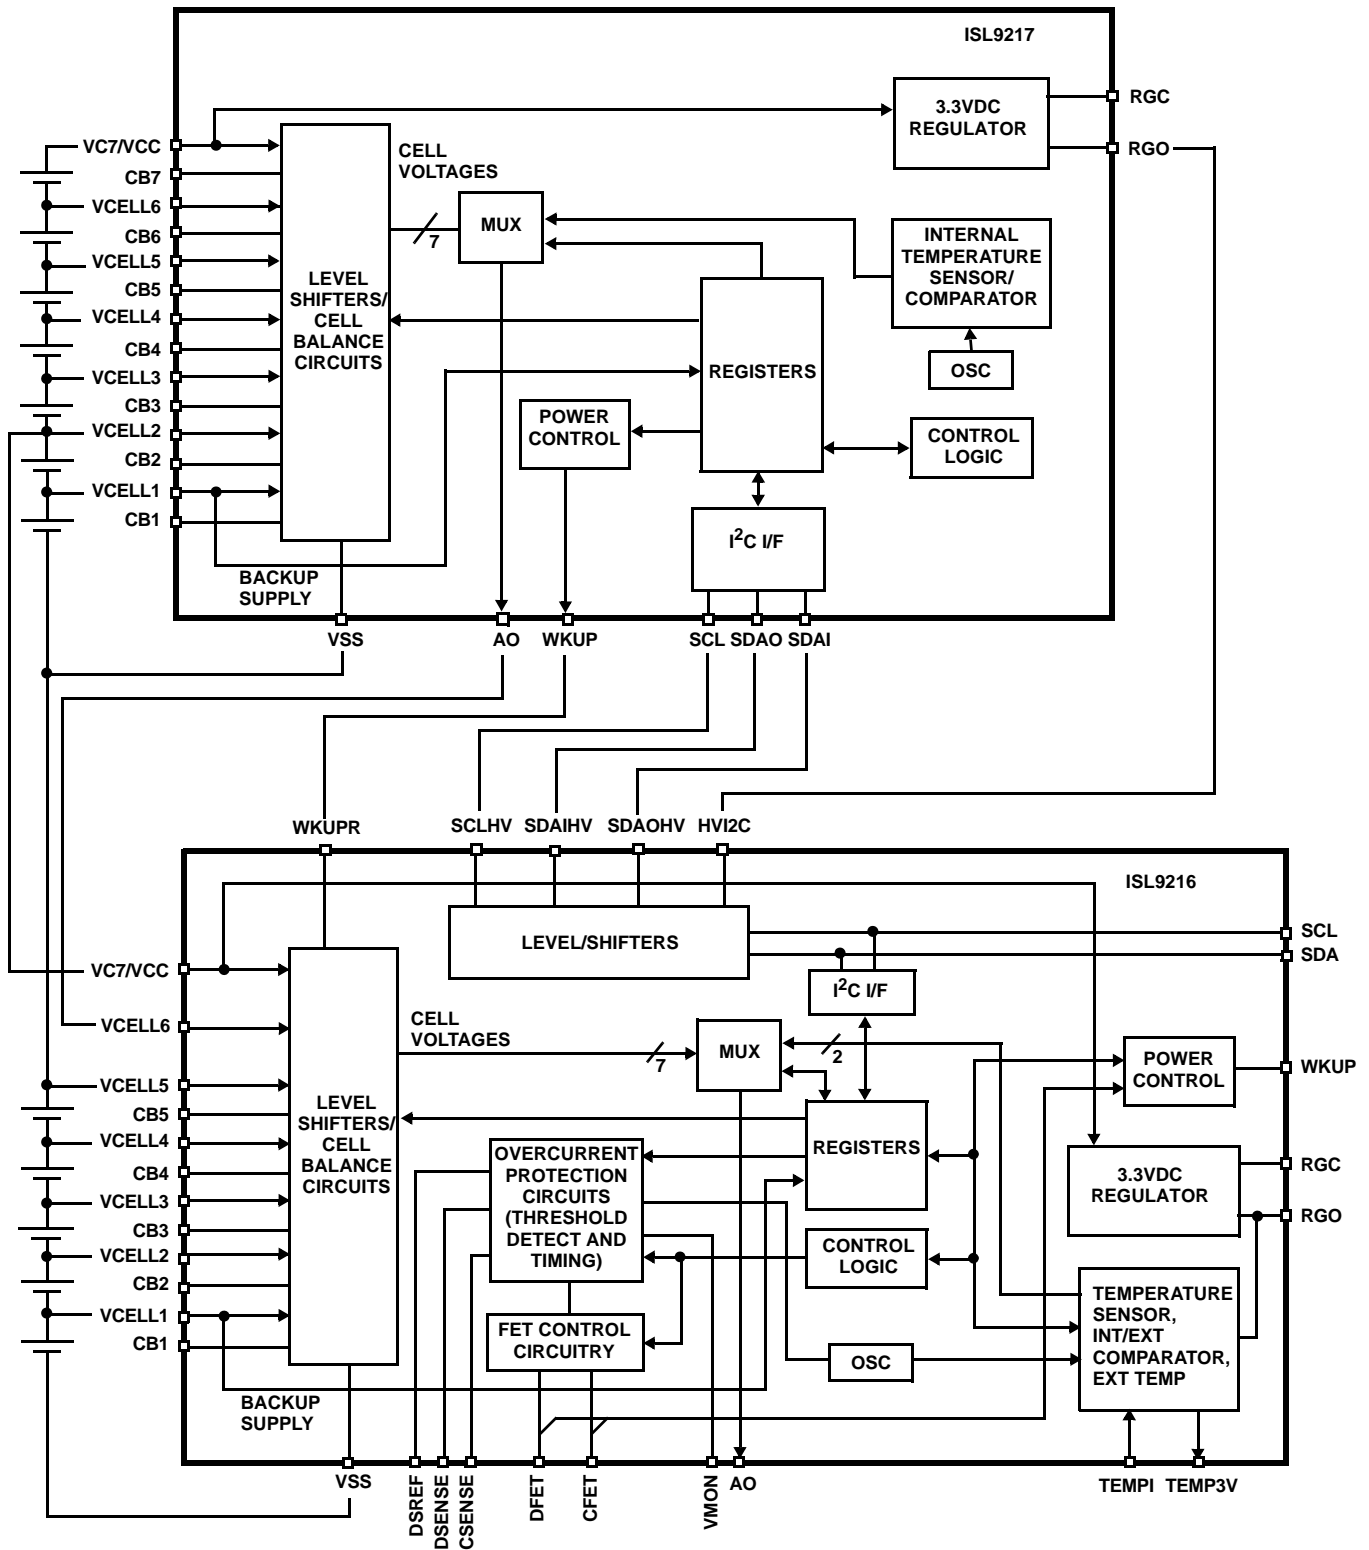 ISL9217
3.3VDC
REGULATOR
RGC
RGO
VC7/VCC
CB7
VCELL6
CB6
VCELL5
CB5
VCELL4
CB4
VCELL3
CB3
VCELL2
CB2
VCELL1
CB1
LEVEL
SHIFTERS/
CELL
BALANCE
CIRCUITS
CELL
VOLTAGES
7
MUX
INTERNAL
TEMPERATURE
SENSOR/
COMPARATOR
OSC
REGISTERS
POWER
CONTROL
CONTROL
LOGIC
I2C I/F
BACKUP
SUPPLY
VSS
AO
WKUP
SCL
SDAO
SDAI
WKUPR
SCLHV
SDAIHV
SDAOHV
HVI2C
ISL9216
LEVEL/SHIFTERS
SCL
SDA
I2C I/F
VC7/VCC
VCELL6
VCELL5
CB5
VCELL4
CB4
VCELL3
CB3
VCELL2
CB2
VCELL1
CB1
LEVEL
SHIFTERS/
CELL
BALANCE
CIRCUITS
CELL
VOLTAGES
7
MUX
2
POWER
CONTROL
WKUP
REGISTERS
OVERCURRENT
PROTECTION
CIRCUITS
(THRESHOLD
DETECT AND
TIMING)
3.3VDC
REGULATOR
RGC
RGO
CONTROL
LOGIC
FET CONTROL
CIRCUITRY
OSC
TEMPERATURE
SENSOR,
INT/EXT
COMPARATOR,
EXT TEMP
BACKUP
SUPPLY
VSS
DSREF
DSENSE
CSENSE
DFET
CFET
VMON
AO
TEMPI
TEMP3V